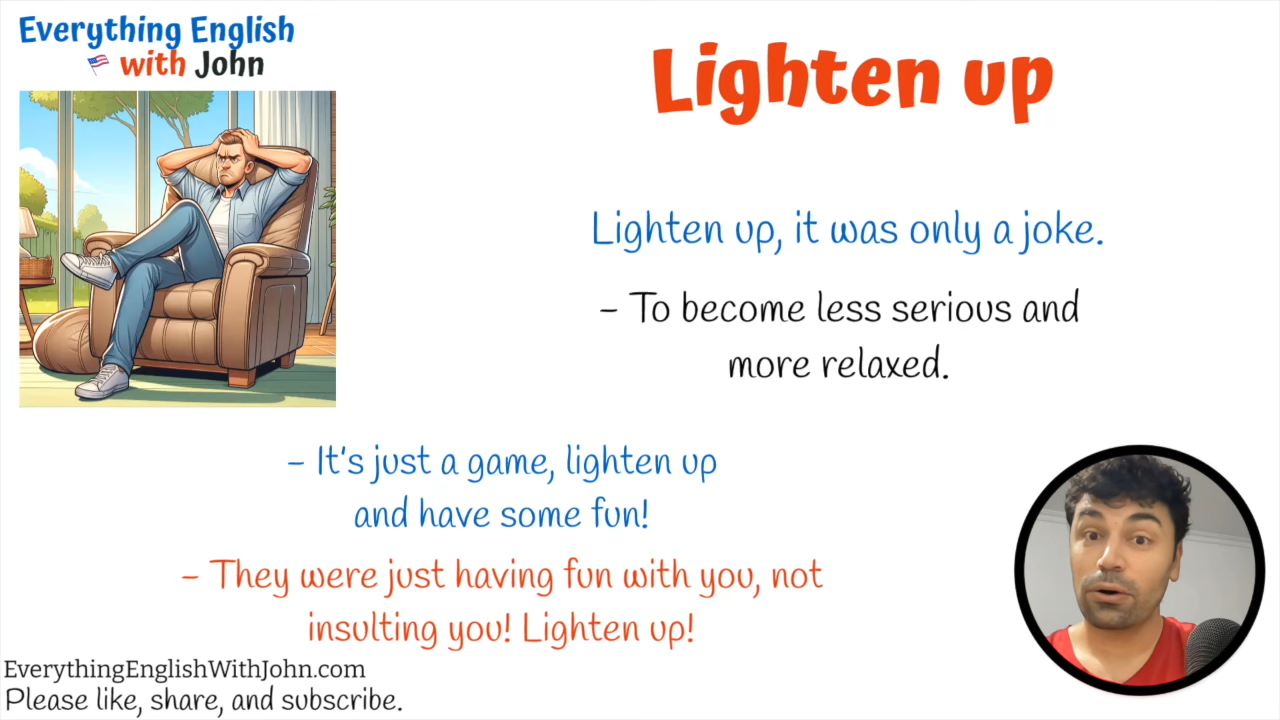 Everything English
with John
Lighten up
Lighten up, it was only a joke.
- To become less serious and
more relaxed.
- It's just a game, lighten up
and have some fun!
- They were just having fun with you, not
insulting you! Lighten up!
EverythingEnglishWithJohn.com
Please like, share, and subscribe.